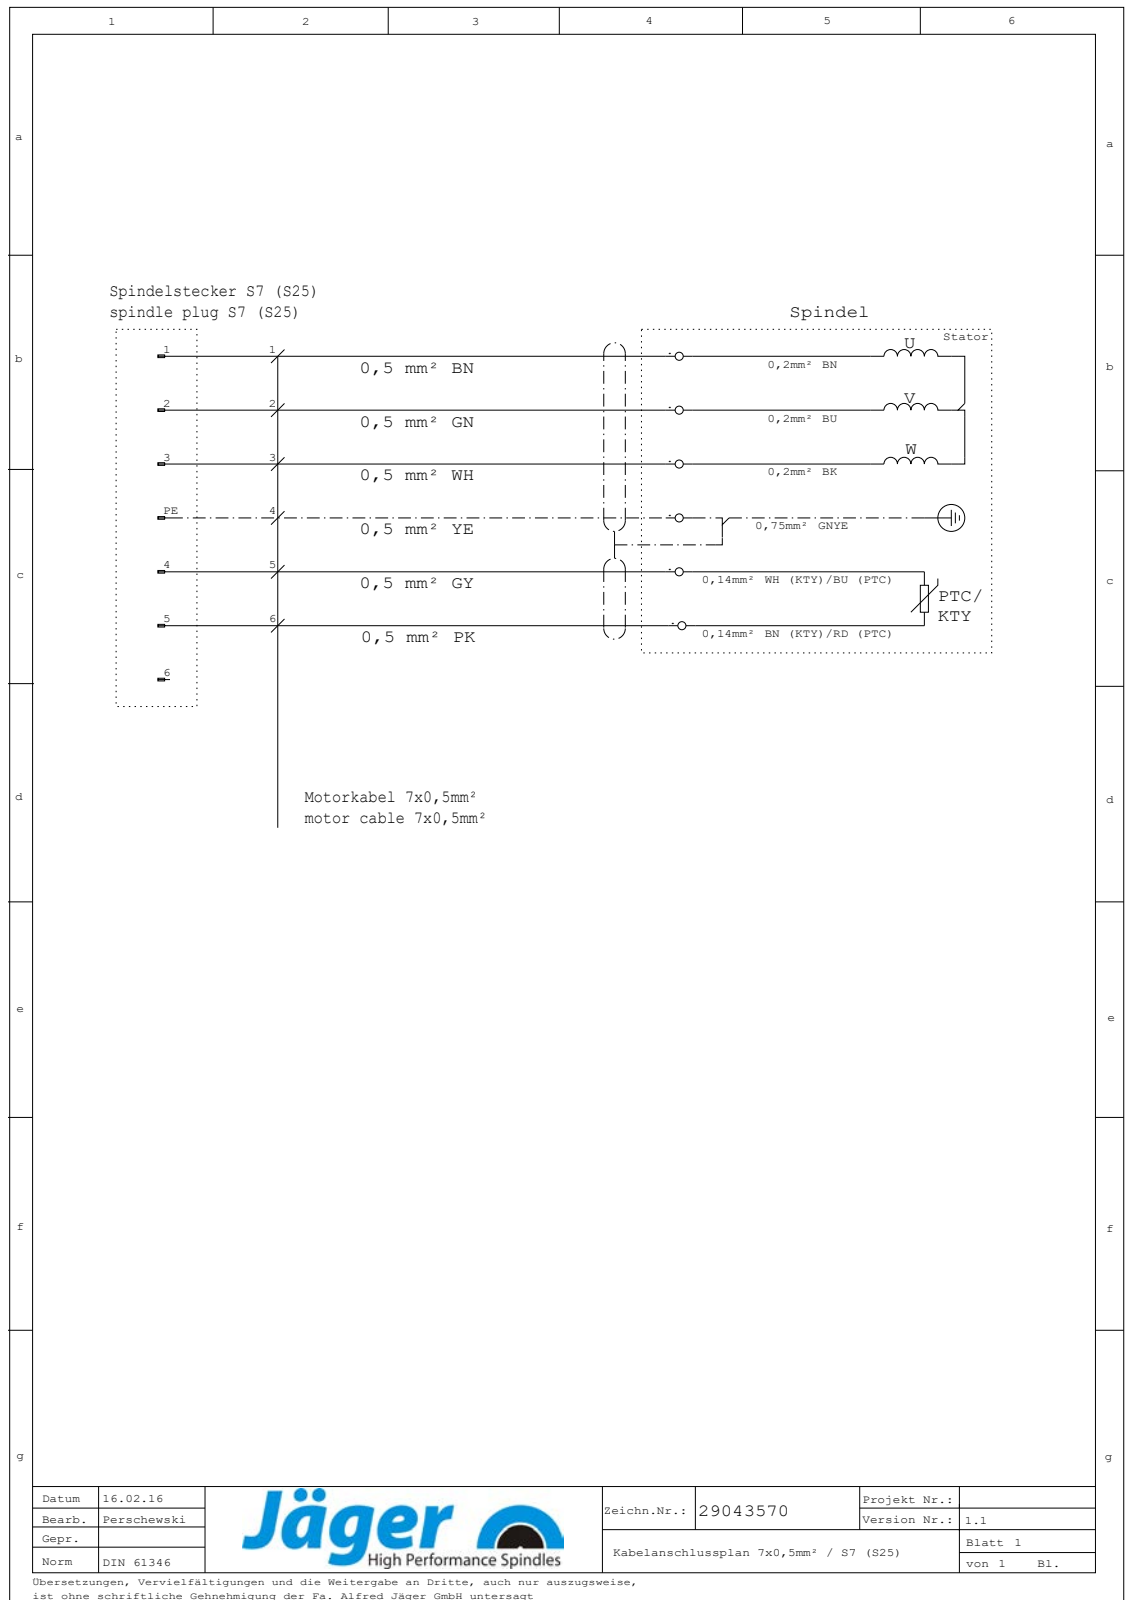 1 2 3 4 5 6
a a
Spindelstecker S7 (S25)
spindle plug S7 (S25)
Spindel
Stator
b b
1 1 0,5 mm² BN 0,2mm² BN U
2 2 0,5 mm² GN 0,2mm² BU V
3 3 0,5 mm² WH 0,2mm² BK W
PE 4 0,5 mm² YE 0,75mm² GNYE
c c
4 5 0,5 mm² GY 0,14mm² WH (KTY)/BU (PTC)
PTC/
KTY
5 6 0,5 mm² PK 0,14mm² BN (KTY)/RD (PTC)
6
d d
Motorkabel 7x0,5mm²
motor cable 7x0,5mm²
e e
f f
g g
Datum 16.02.16
Bearb. Perschewski
Gepr.
Norm DIN 61346
Jäger
High Performance Spindles
Zeichn.Nr.: 29043570
Projekt Nr.:
Version Nr.: 1.1
Kabelanschlussplan 7x0,5mm² / S7 (S25)
Blatt 1
von 1 Bl.
Übersetzungen, Vervielfältigungen und die Weitergabe an Dritte, auch nur auszugsweise,
ist ohne schriftliche Gehnehmigung der Fa. Alfred Jäger GmbH untersagt